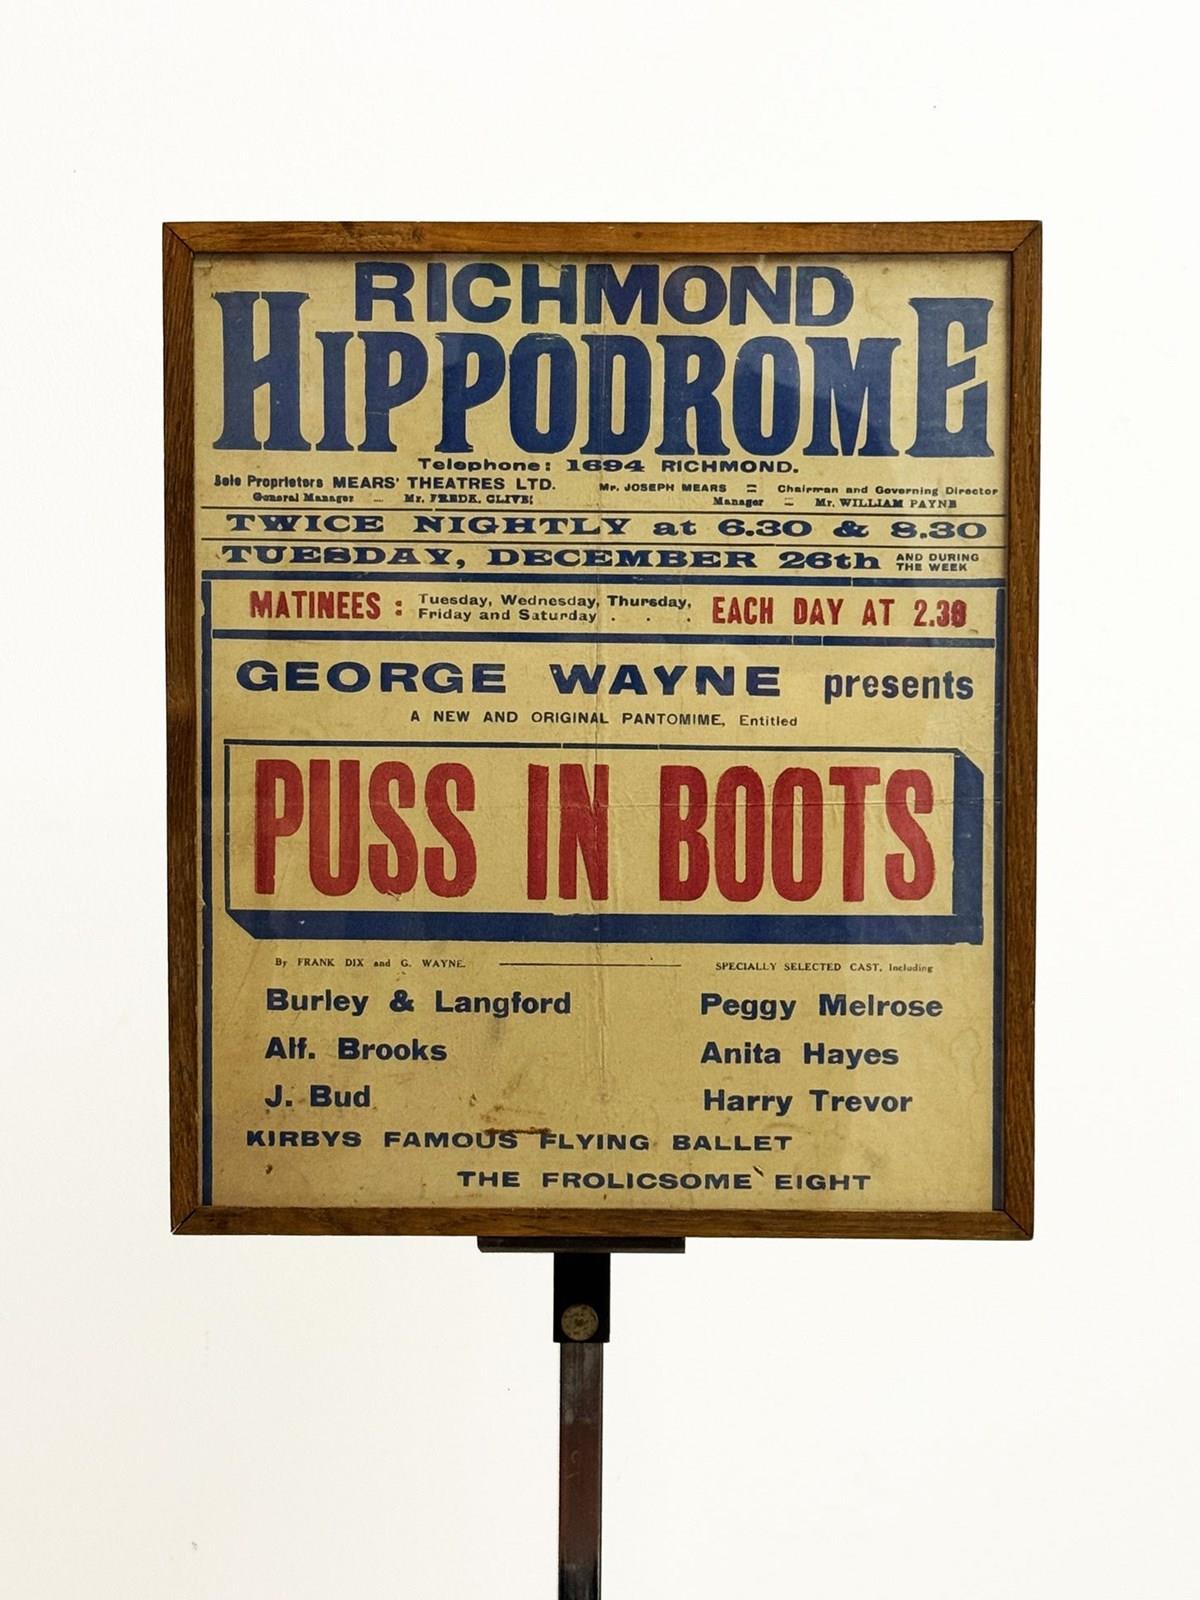 RICHMOND
HIPPODROME
Telephone: 1694 RICHMOND.
Sole Proprietors MEARS' THEATRES LTD. Mr. JOSEPH MEARS = Chairman and Governing Director
General Manager ... Mr. FREDK. CLIVE; Manager = Mr. WILLIAM PAYNE
TWICE NIGHTLY at 6.30 & 8.30
TUESDAY, DECEMBER 26th AND DURING THE WEEK
MATINEES : Tuesday, Wednesday, Thursday, Friday and Saturday . . . EACH DAY AT 2.30
GEORGE WAYNE presents
A NEW AND ORIGINAL PANTOMIME, Entitled
PUSS IN BOOTS
By FRANK DIX and G. WAYNE. SPECIALLY SELECTED CAST, Including
Burley & Langford Peggy Melrose
Alf. Brooks Anita Hayes
J. Bud Harry Trevor
KIRBYS FAMOUS FLYING BALLET
THE FROLICSOME EIGHT